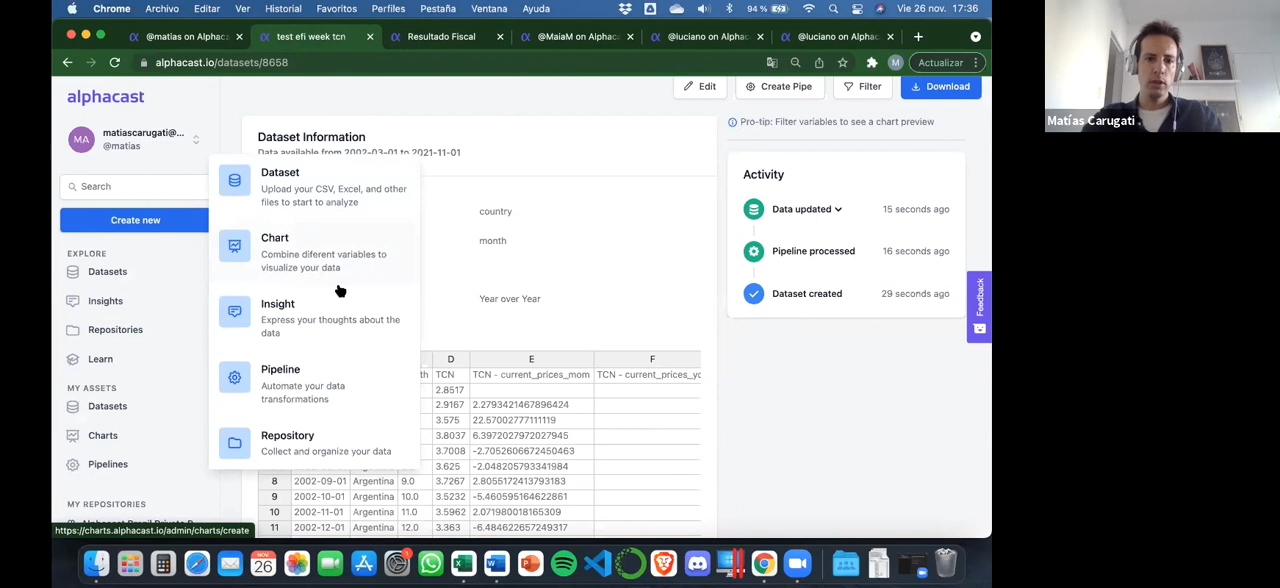 Chrome Archivo Editar Ver Historial Favoritos Perfiles Pestaña Ventana Ayuda 94 % Vie 26 nov. 17:36
@matias on Alphac test efi week tcn Resultado Fiscal @MaiaM on Alphac @luciano on Alphac @luciano on Alphac
alphacast.io/datasets/8658 M Actualizar
alphacast
MA matiascarugati@...
@matias
Search
Create new
EXPLORE
Datasets
Insights
Repositories
Learn
MY ASSETS
Datasets
Charts
Pipelines
MY REPOSITORIES
https://charts.alphacast.io/admin/charts/create
Dataset
Upload your CSV, Excel, and other
files to start to analyze
Chart
Combine diferent variables to
visualize your data
Insight
Express your thoughts about the
data
Pipeline
Automate your data
transformations
Repository
Collect and organize your data
Edit Create Pipe Filter Download
Dataset Information
Data available from 2002-03-01 to 2021-11-01
country
month
Year over Year
D E F
TCN TCN - current_prices_mom TCN - current_prices_yo
2.8517
2.9167 2.2793421467896424
3.575 22.57002777111119
3.8037 6.3972027972027945
3.7008 -2.7052606672450463
3.625 -2.048205793341984
8 2002-09-01 Argentina 9.0 3.7267 2.8055172413793183
9 2002-10-01 Argentina 10.0 3.5232 -5.460595164622861
10 2002-11-01 Argentina 11.0 3.5962 2.071980018165309
11 2002-12-01 Argentina 12.0 3.363 -6.484622657249317
Pro-tip: Filter variables to see a chart preview
Activity
Data updated 15 seconds ago
Pipeline processed 16 seconds ago
Dataset created 29 seconds ago
Feedback
NOV
26
1
Matías Carugati